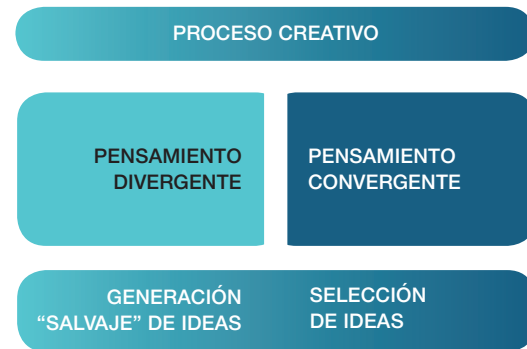 PROCESO CREATIVO
PENSAMIENTO
DIVERGENTE
PENSAMIENTO
CONVERGENTE
GENERACIÓN
“SALVAJE” DE IDEAS
SELECCIÓN
DE IDEAS